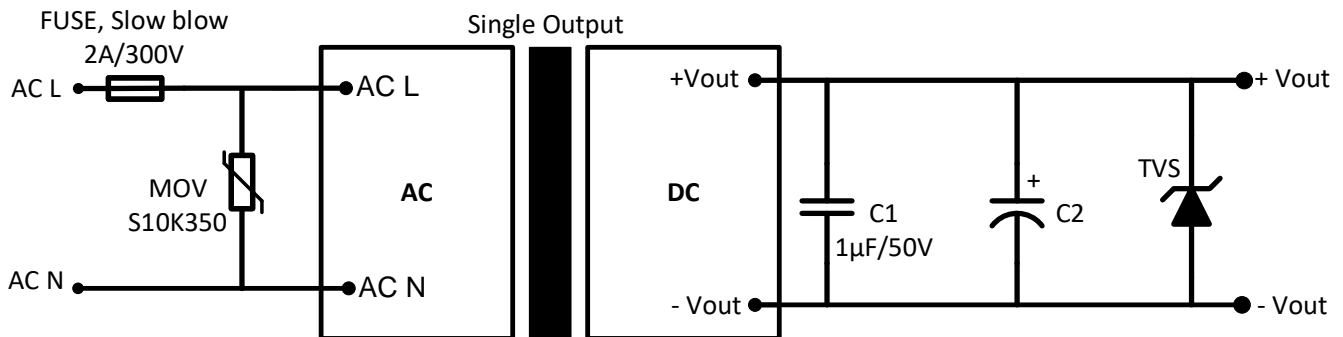 FUSE, Slow blow
2A/300V
Single Output
AC L
AC L
+Vout
+ Vout
MOV
S10K350
AC
DC
C1
1µF/50V
+
C2
TVS
AC N
AC N
- Vout
- Vout